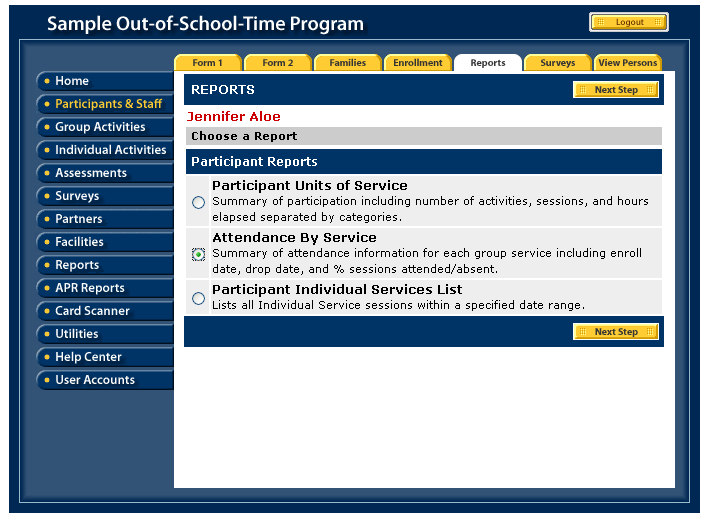 Sample Out-of-School-Time Program
Logout
Form 1
Form 2
Families
Enrollment
Reports
Surveys
View Persons
Home
Participants & Staff
Group Activities
Individual Activities
Assessments
Surveys
Partners
Facilities
Reports
APR Reports
Card Scanner
Utilities
Help Center
User Accounts
REPORTS
Next Step
Jennifer Aloe
Choose a Report
Participant Reports
Participant Units of Service
Summary of participation including number of activities, sessions, and hours
elapsed separated by categories.
Attendance By Service
Summary of attendance information for each group service including enroll
date, drop date, and % sessions attended/absent.
Participant Individual Services List
Lists all Individual Service sessions within a specified date range.
Next Step